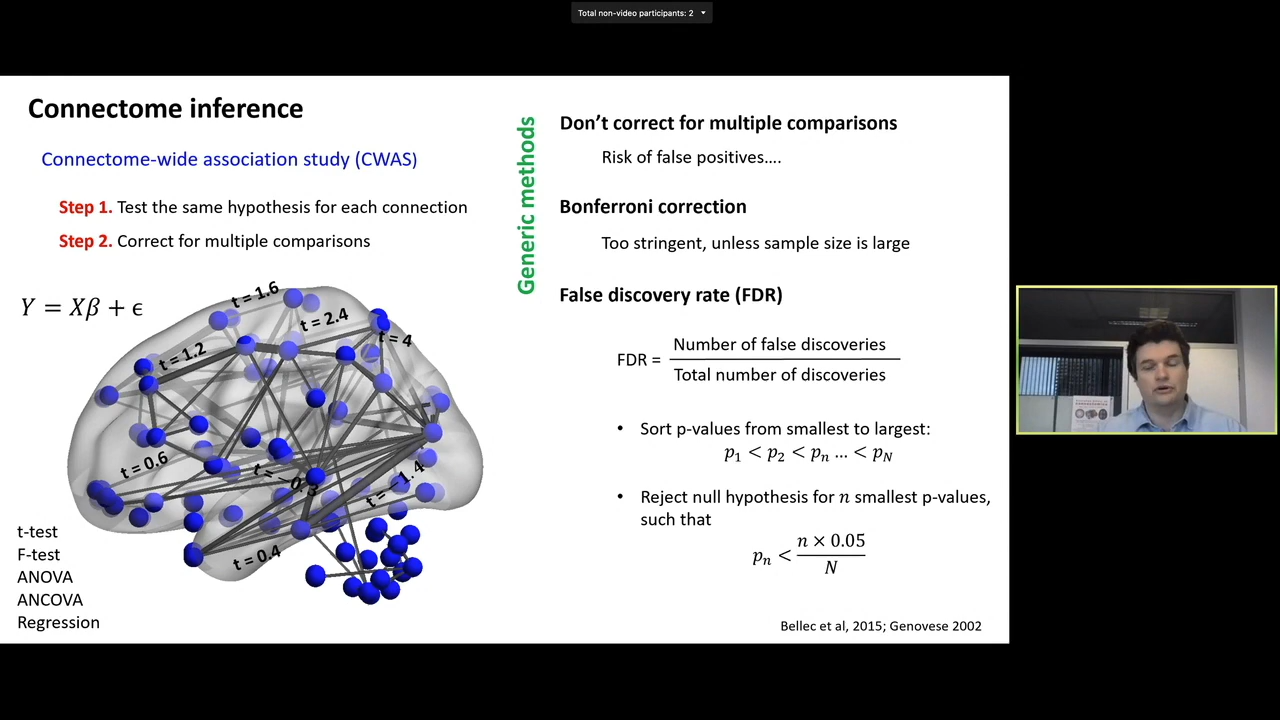 Total non-video participants: 2
Connectome inference
Connectome-wide association study (CWAS)
Step 1. Test the same hypothesis for each connection
Step 2. Correct for multiple comparisons
Y = Xβ + ϵ
t = 1.6
t = 2.4
t = 4
t = 1.2
t = 0.6
t = −0.3
t = −1.4
t = 0.4
t-test
F-test
ANOVA
ANCOVA
Regression
Generic methods
Don’t correct for multiple comparisons
Risk of false positives....
Bonferroni correction
Too stringent, unless sample size is large
False discovery rate (FDR)
FDR = Number of false discoveries / Total number of discoveries
• Sort p-values from smallest to largest:
p₁ < p₂ < pₙ … < p_N
• Reject null hypothesis for n smallest p-values,
such that
pₙ < n × 0.05 / N
Bellec et al, 2015; Genovese 2002